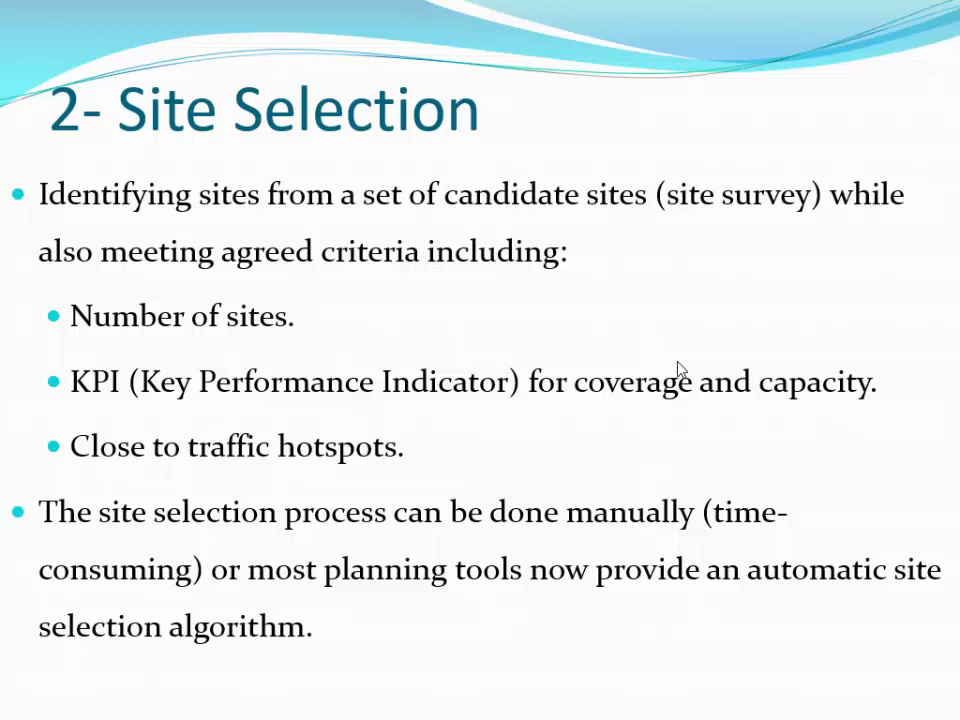 2- Site Selection
• Identifying sites from a set of candidate sites (site survey) while
also meeting agreed criteria including:
• Number of sites.
• KPI (Key Performance Indicator) for coverage and capacity.
• Close to traffic hotspots.
• The site selection process can be done manually (time-
consuming) or most planning tools now provide an automatic site
selection algorithm.